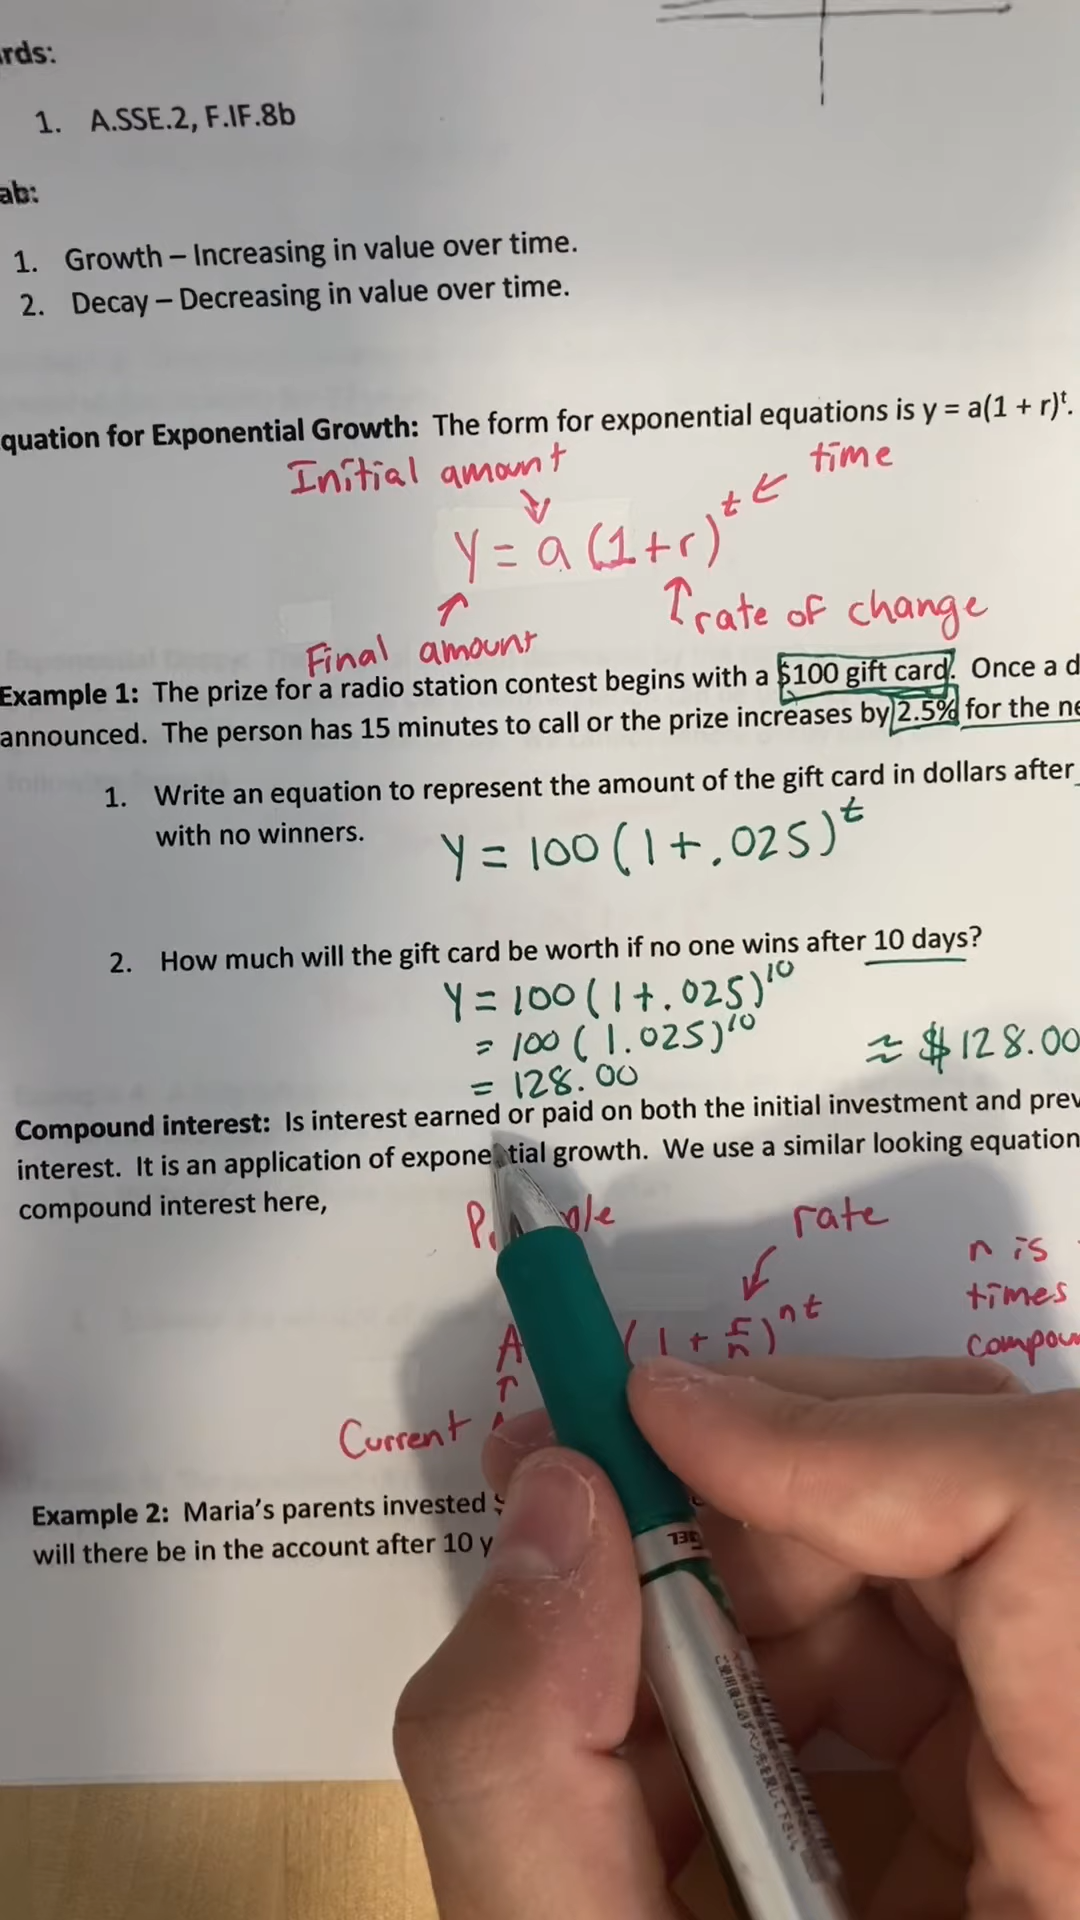 rds:
1. A.SSE.2, F.IF.8b
ab:
1. Growth – Increasing in value over time.
2. Decay – Decreasing in value over time.
quation for Exponential Growth: The form for exponential equations is y = a(1 + r)^t.
Initial amount
time
y = a (1+r)^t
rate of change
Final amount
Example 1: The prize for a radio station contest begins with a $100 gift card. Once a d
announced. The person has 15 minutes to call or the prize increases by 2.5% for the ne
1. Write an equation to represent the amount of the gift card in dollars after
with no winners.
y = 100 (1+.025)^t
2. How much will the gift card be worth if no one wins after 10 days?
y = 100 (1+.025)^10
= 100 (1.025)^10
≈ $128.00
= 128.00
Compound interest: Is interest earned or paid on both the initial investment and prev
interest. It is an application of exponential growth. We use a similar looking equation
compound interest here,
rate
n is
times
A (1 + r/n)^nt
compou
Current
Example 2: Maria's parents invested
will there be in the account after 10 y